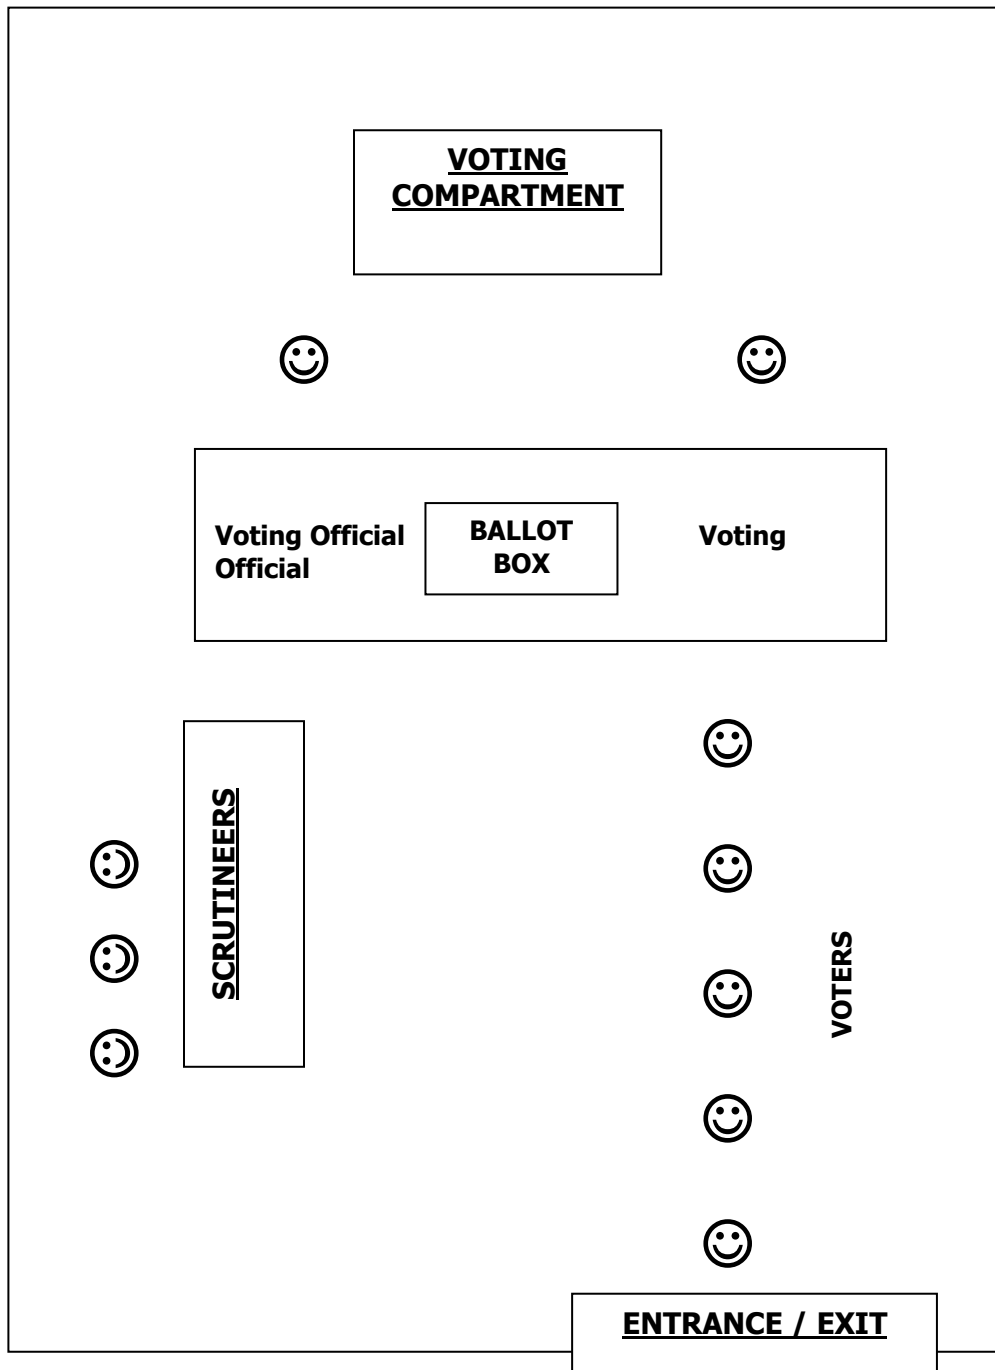 VOTING
COMPARTMENT
Voting Official
Official
BALLOT
BOX
Voting
SCRUTINEERS
VOTERS
ENTRANCE / EXIT